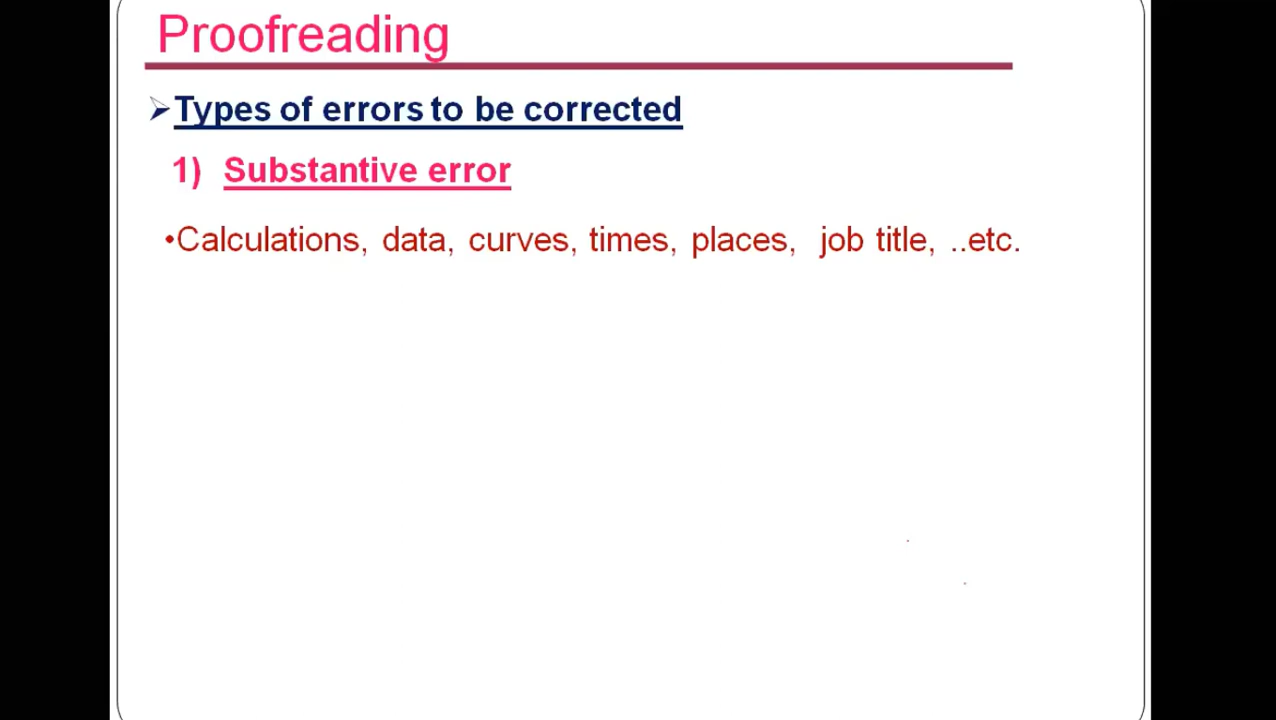 Proofreading
➢Types of errors to be corrected
1) Substantive error
•Calculations, data, curves, times, places, job title, ..etc.